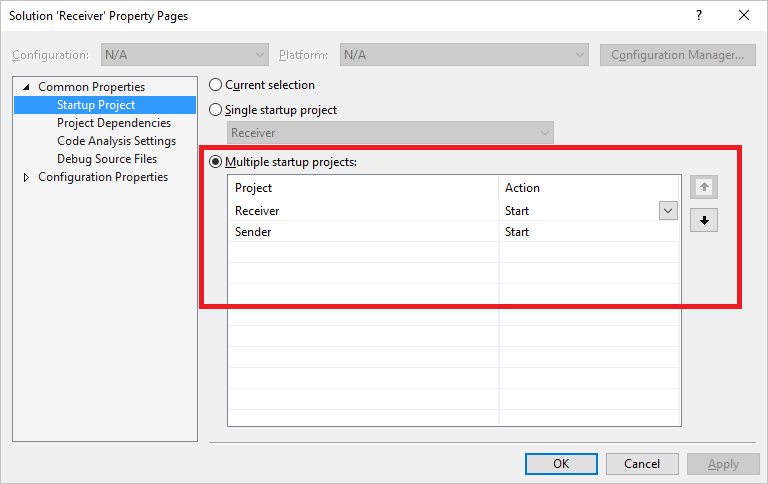 Solution 'Receiver' Property Pages
?
Configuration: N/A Platform: N/A Configuration Manager...
Common Properties
Startup Project
Project Dependencies
Code Analysis Settings
Debug Source Files
Configuration Properties
Current selection
Single startup project
Receiver
Multiple startup projects:
Project Action
Receiver Start
Sender Start
OK Cancel Apply